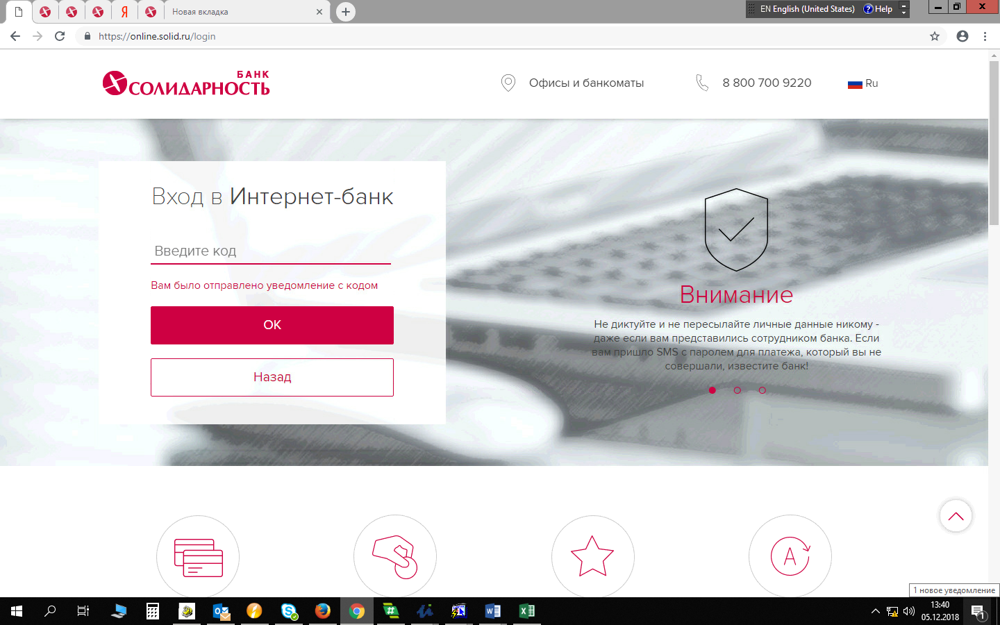 Новая вкладка
EN English (United States)
Help
https://online.solid.ru/login
БАНК
СОЛИДАРНОСТЬ
Офисы и банкоматы
8 800 700 9220
Ru
Вход в Интернет-банк
Введите код
Вам было отправлено уведомление с кодом
ОК
Назад
Внимание
Не диктуйте и не пересылайте личные данные никому -
даже если вам представились сотрудником банка. Если
вам пришло SMS с паролем для платежа, который вы не
совершали, известите банк!
1 новое уведомление
13:40
05.12.2018
1